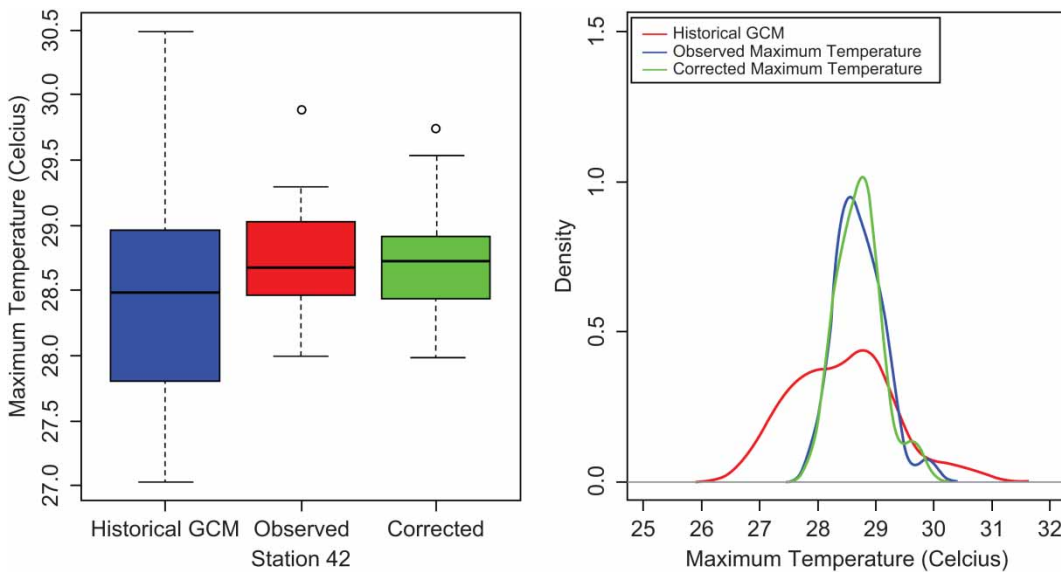 Maximum Temperature (Celcius)
30.5
30.0
29.5
29.0
28.5
28.0
27.5
27.0
Historical GCM Observed Corrected
Station 42
Historical GCM
Observed Maximum Temperature
Corrected Maximum Temperature
Density
1.5
1.0
0.5
0.0
25 26 27 28 29 30 31 32
Maximum Temperature (Celcius)